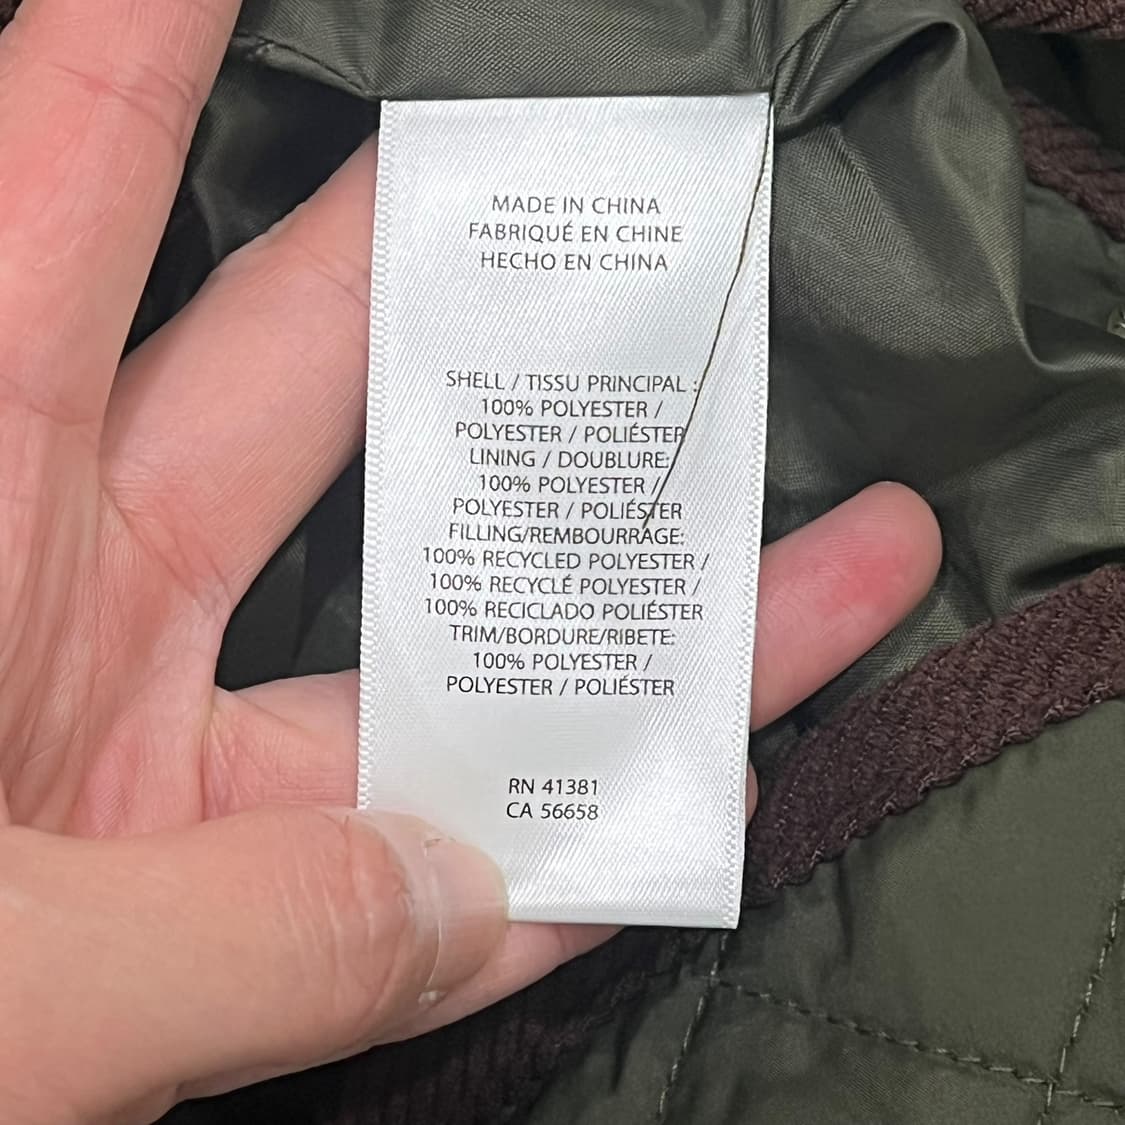 MADE IN CHINA
FABRIQUÉ EN CHINE
HECHO EN CHINA
SHELL / TISSU PRINCIPAL :
100% POLYESTER /
POLYESTER / POLIÉSTER
LINING / DOUBLURE:
100% POLYESTER /
POLYESTER / POLIÉSTER
FILLING/REMBOURRAGE:
100% RECYCLED POLYESTER /
100% RECYCLÉ POLYESTER /
100% RECICLADO POLIÉSTER
TRIM/BORDURE/RIBETE:
100% POLYESTER /
POLYESTER / POLIÉSTER
RN 41381
CA 56658